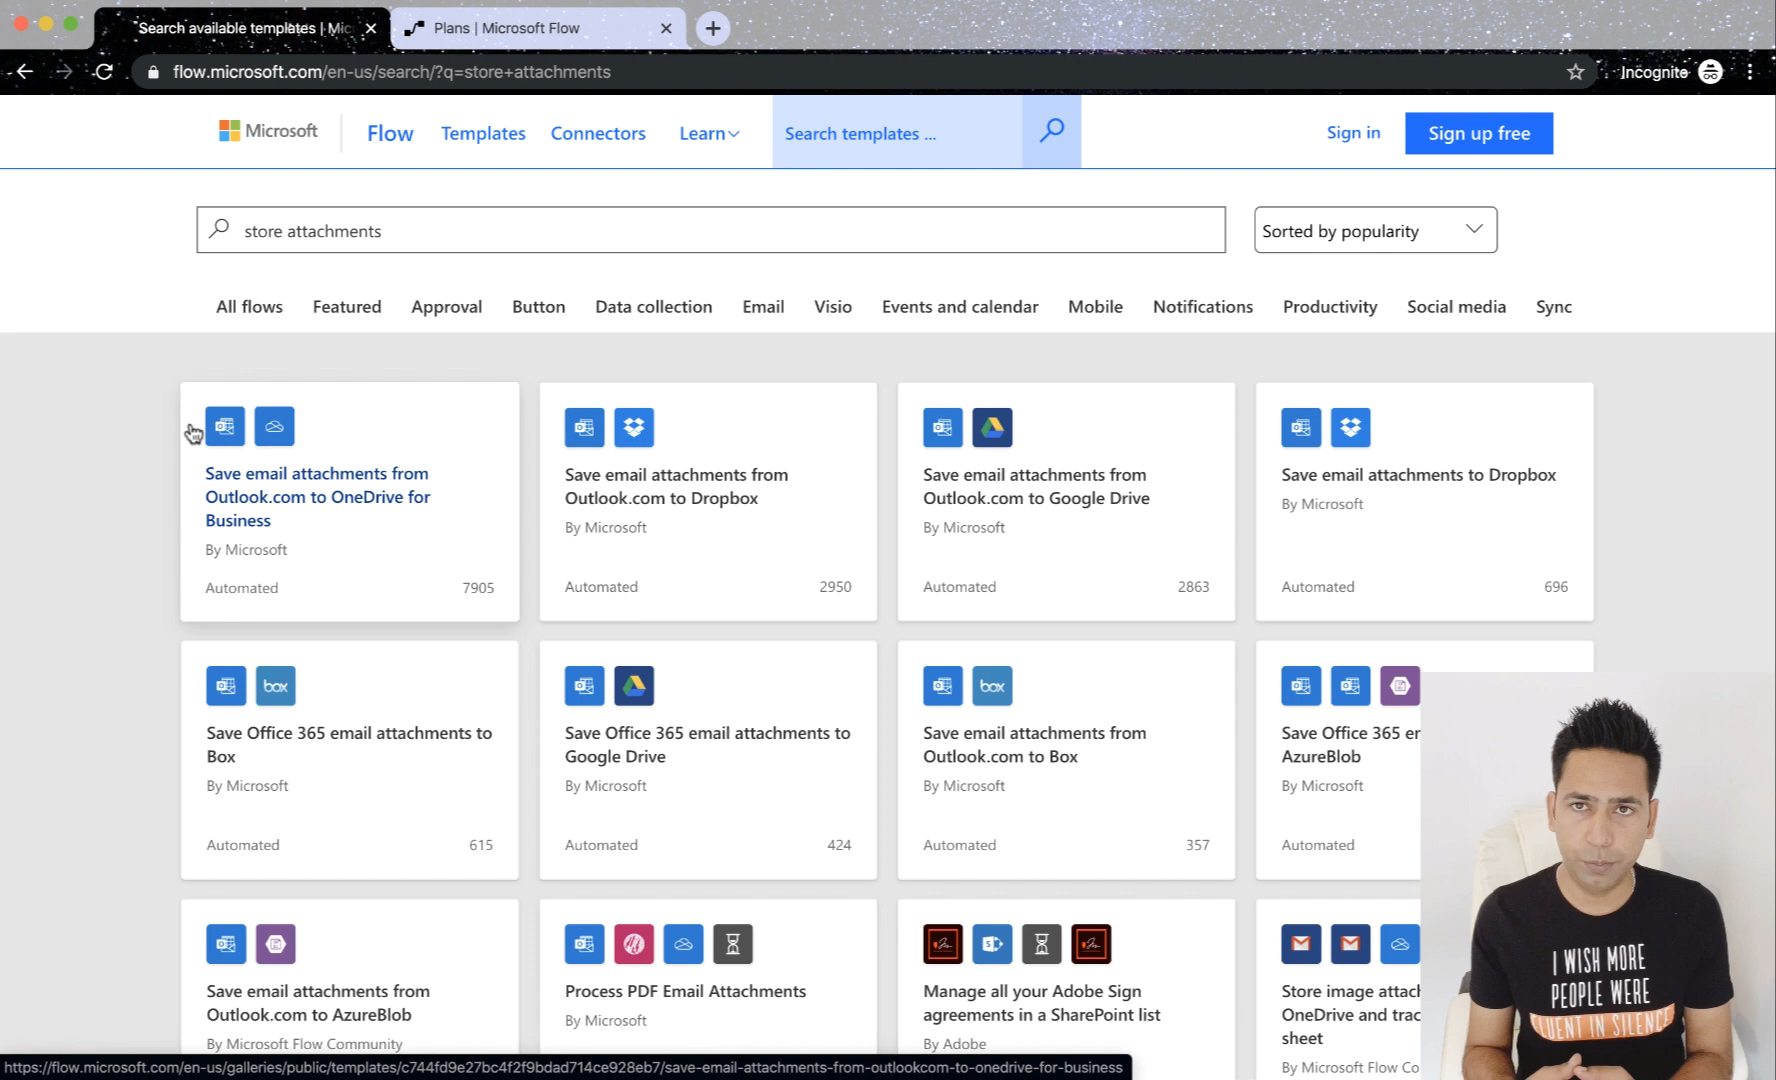 Search available templates | Mic
Plans | Microsoft Flow
flow.microsoft.com/en-us/search/?q=store+attachments
Incognito
Microsoft
Flow
Templates
Connectors
Learn
Search templates ...
Sign in
Sign up free
store attachments
Sorted by popularity
All flows
Featured
Approval
Button
Data collection
Email
Visio
Events and calendar
Mobile
Notifications
Productivity
Social media
Sync
Save email attachments from
Outlook.com to OneDrive for
Business
By Microsoft
Automated
7905
Save email attachments from
Outlook.com to Dropbox
By Microsoft
Automated
2950
Save email attachments from
Outlook.com to Google Drive
By Microsoft
Automated
2863
Save email attachments to Dropbox
By Microsoft
Automated
696
box
Save Office 365 email attachments to
Box
By Microsoft
Automated
615
Save Office 365 email attachments to
Google Drive
By Microsoft
Automated
424
box
Save email attachments from
Outlook.com to Box
By Microsoft
Automated
357
Save Office 365 er
AzureBlob
By Microsoft
Automated
Save email attachments from
Outlook.com to AzureBlob
By Microsoft Flow Community
Process PDF Email Attachments
By Microsoft
Manage all your Adobe Sign
agreements in a SharePoint list
By Adobe
Store image attach
OneDrive and trac
sheet
By Microsoft Flow Co
I WISH MORE
PEOPLE WERE
FLUENT IN SILENCE
https://flow.microsoft.com/en-us/galleries/public/templates/c744fd9e27bc4f2f9bdad714ce928eb7/save-email-attachments-from-outlookcom-to-onedrive-for-business